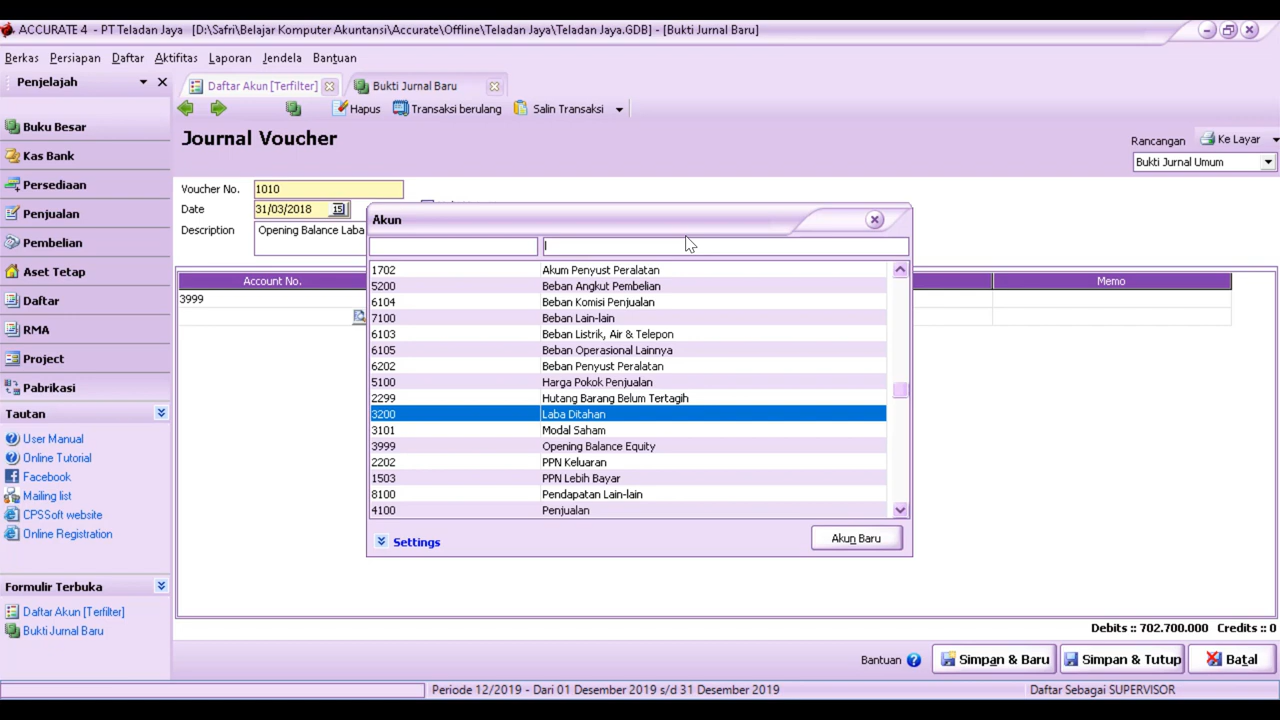 ACCURATE 4 - PT Teladan Jaya [D:\Safri\Belajar Komputer Akuntansi\Accurate\Offline\Teladan Jaya\Teladan Jaya.GDB] - [Bukti Jurnal Baru]
Berkas Persiapan Daftar Aktifitas Laporan Jendela Bantuan
Penjelajah
Daftar Akun [Terfilter]
Bukti Jurnal Baru
Hapus Transaksi berulang Salin Transaksi
Journal Voucher
Rancangan Ke Layar
Bukti Jurnal Umum
Voucher No. 1010
Date 31/03/2018 15
Description Opening Balance Laba
Account No.
Memo
3999
Akun
1702 Akum Penyust Peralatan
5200 Beban Angkut Pembelian
6104 Beban Komisi Penjualan
7100 Beban Lain-lain
6103 Beban Listrik, Air & Telepon
6105 Beban Operasional Lainnya
6202 Beban Penyust Peralatan
5100 Harga Pokok Penjualan
2299 Hutang Barang Belum Tertagih
3200 Laba Ditahan
3101 Modal Saham
3999 Opening Balance Equity
2202 PPN Keluaran
1503 PPN Lebih Bayar
8100 Pendapatan Lain-lain
4100 Penjualan
Settings
Akun Baru
Buku Besar
Kas Bank
Persediaan
Penjualan
Pembelian
Aset Tetap
Daftar
RMA
Project
Pabrikasi
Tautan
User Manual
Online Tutorial
Facebook
Mailing list
CPSSoft website
Online Registration
Formulir Terbuka
Daftar Akun [Terfilter]
Bukti Jurnal Baru
Debits :: 702.700.000 Credits :: 0
Bantuan Simpan & Baru Simpan & Tutup Batal
Periode 12/2019 - Dari 01 Desember 2019 s/d 31 Desember 2019
Daftar Sebagai SUPERVISOR